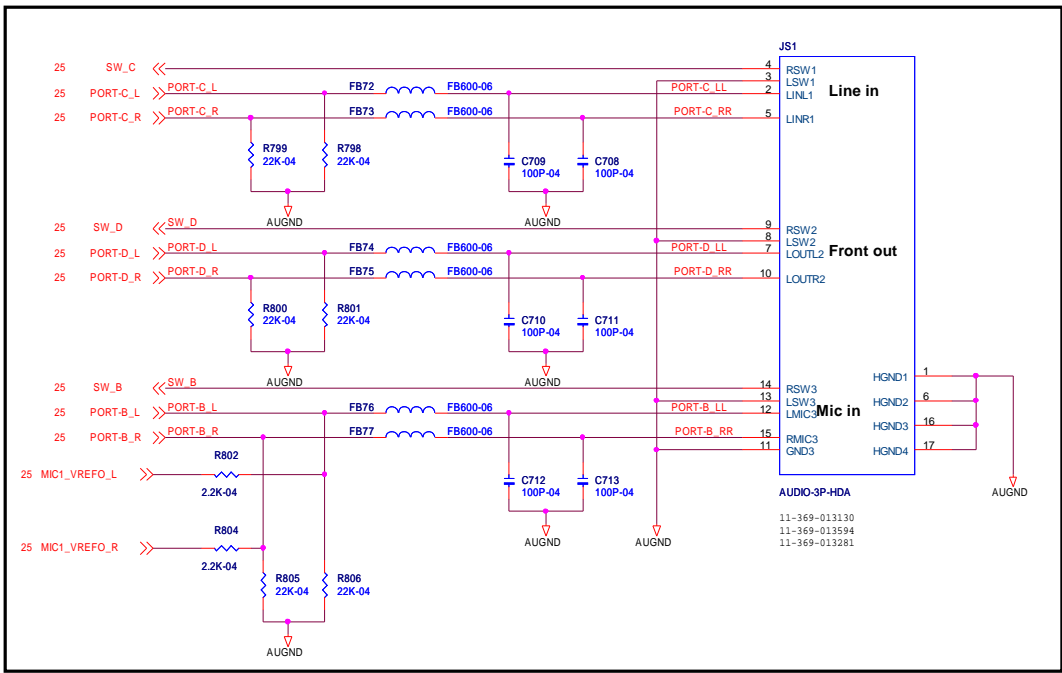 JS1
25 SW_C 4 RSW1
3 LSW1
25 PORT-C_L PORT-C_L FB72 FB600-06 PORT-C_LL 2 LINL1 Line in
25 PORT-C_R PORT-C_R FB73 FB600-06 PORT-C_RR 5 LINR1
R799 R798 C709 C708
22K-04 22K-04 100P-04 100P-04
AUGND AUGND
25 SW_D SW_D 9 RSW2
8 LSW2
25 PORT-D_L PORT-D_L FB74 FB600-06 PORT-D_LL 7 LOUTL2 Front out
25 PORT-D_R PORT-D_R FB75 FB600-06 PORT-D_RR 10 LOUTR2
R800 R801 C710 C711
22K-04 22K-04 100P-04 100P-04
AUGND AUGND
1 HGND1
25 SW_B SW_B 14 RSW3
13 LSW3 6 HGND2
25 PORT-B_L PORT-B_L FB76 FB600-06 PORT-B_LL 12 LMIC3 Mic in
16 HGND3
25 PORT-B_R PORT-B_R FB77 FB600-06 PORT-B_RR 15 RMIC3
11 GND3 17 HGND4
R802
25 MIC1_VREFO_L C712 C713
2.2K-04 100P-04 100P-04
AUDIO-3P-HDA AUGND
11-369-013130
11-369-013594
11-369-013281
R804
25 MIC1_VREFO_R AUGND AUGND
2.2K-04
R805 R806
22K-04 22K-04
AUGND